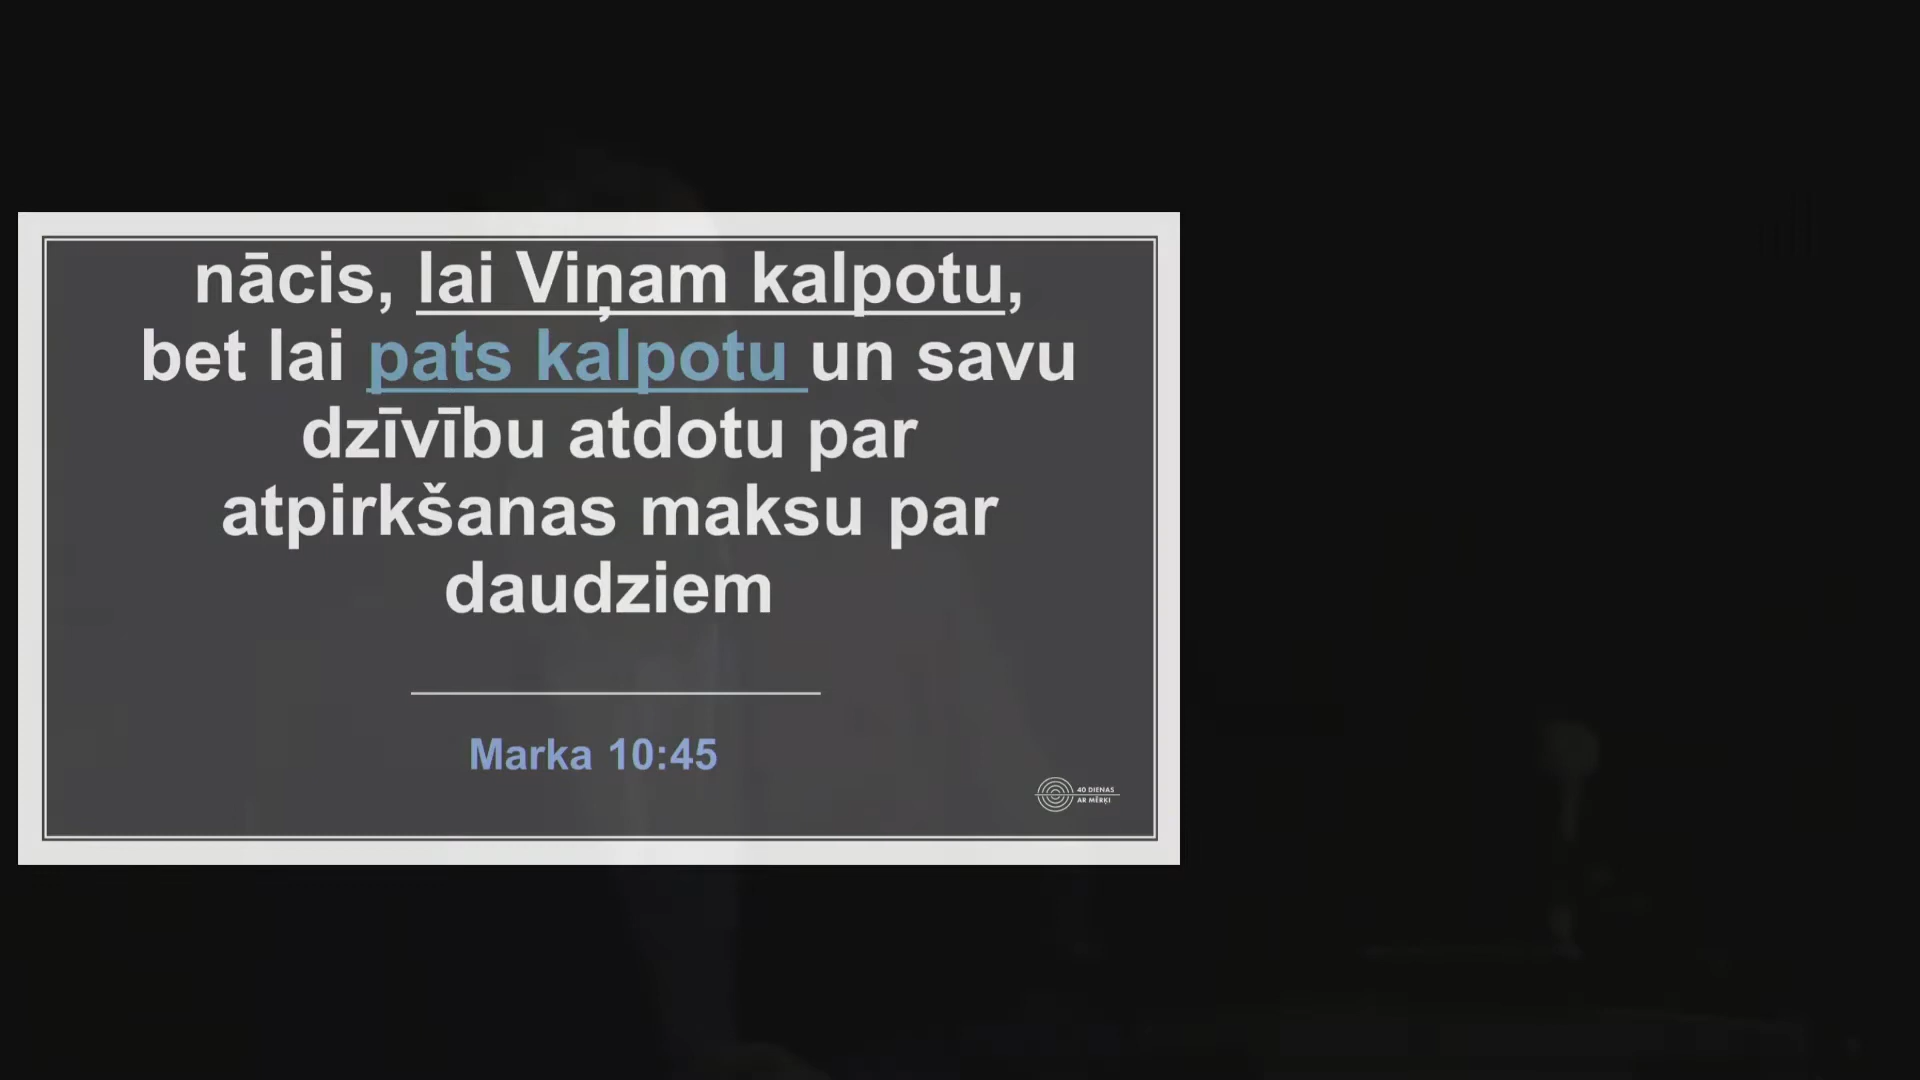 nācis, lai Viņam kalpotu,
bet lai pats kalpotu un savu
dzīvību atdotu par
atpirkšanas maksu par
daudziem
Marka 10:45
40 DIENAS
AR MĒRĶI